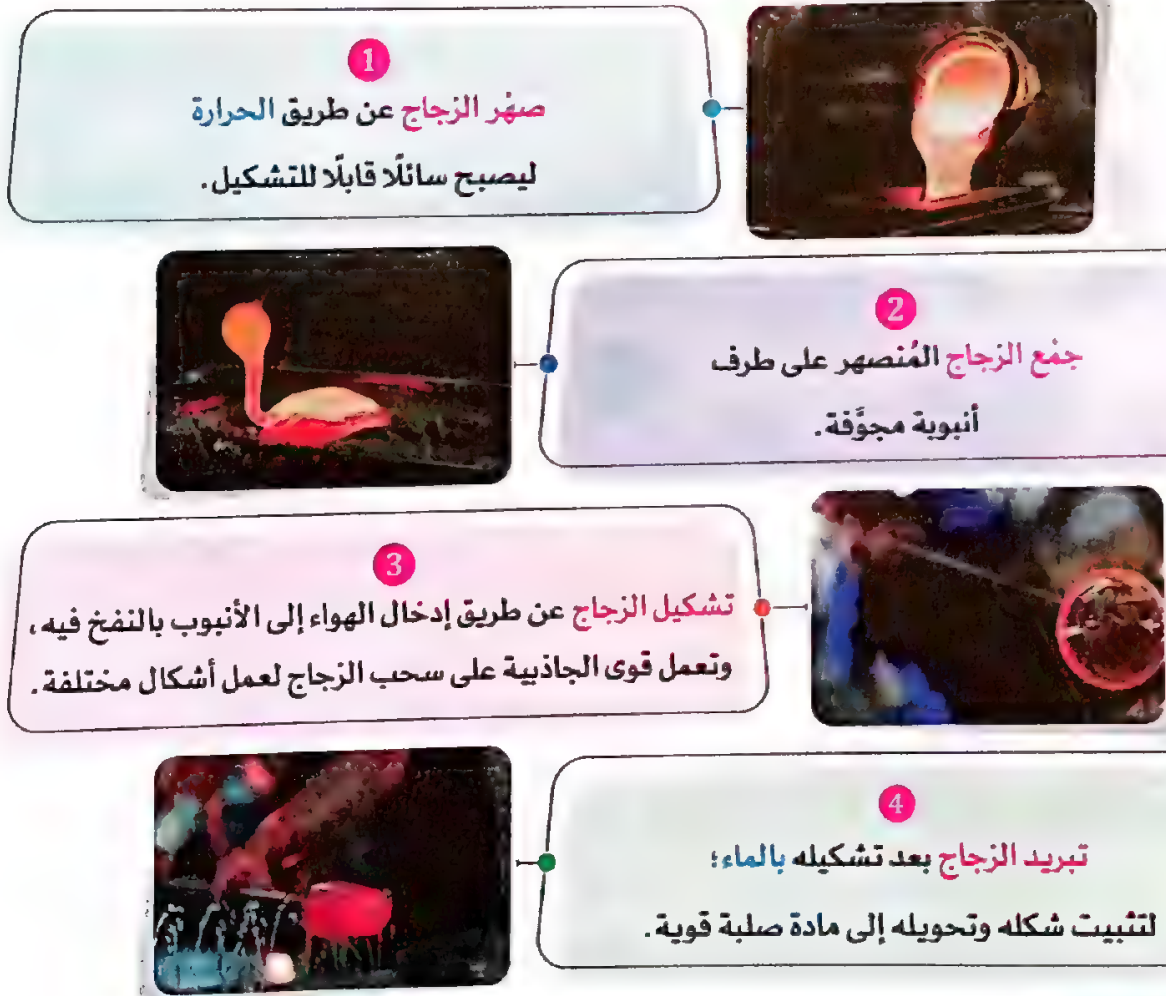 1
صهْر الزجاج عن طريق الحرارة
ليصبح سائلًا قابلًا للتشكيل.
2
جمْع الزجاج المُنصهر على طرف
أنبوبة مجوَّفة.
3
تشكيل الزجاج عن طريق إدخال الهواء إلى الأنبوب بالنفخ فيه،
وتعمل قوى الجاذبية على سحب الزجاج لعمل أشكال مختلفة.
4
تبريد الزجاج بعد تشكيله بالماء؛
لتثبيت شكله وتحويله إلى مادة صلبة قوية.